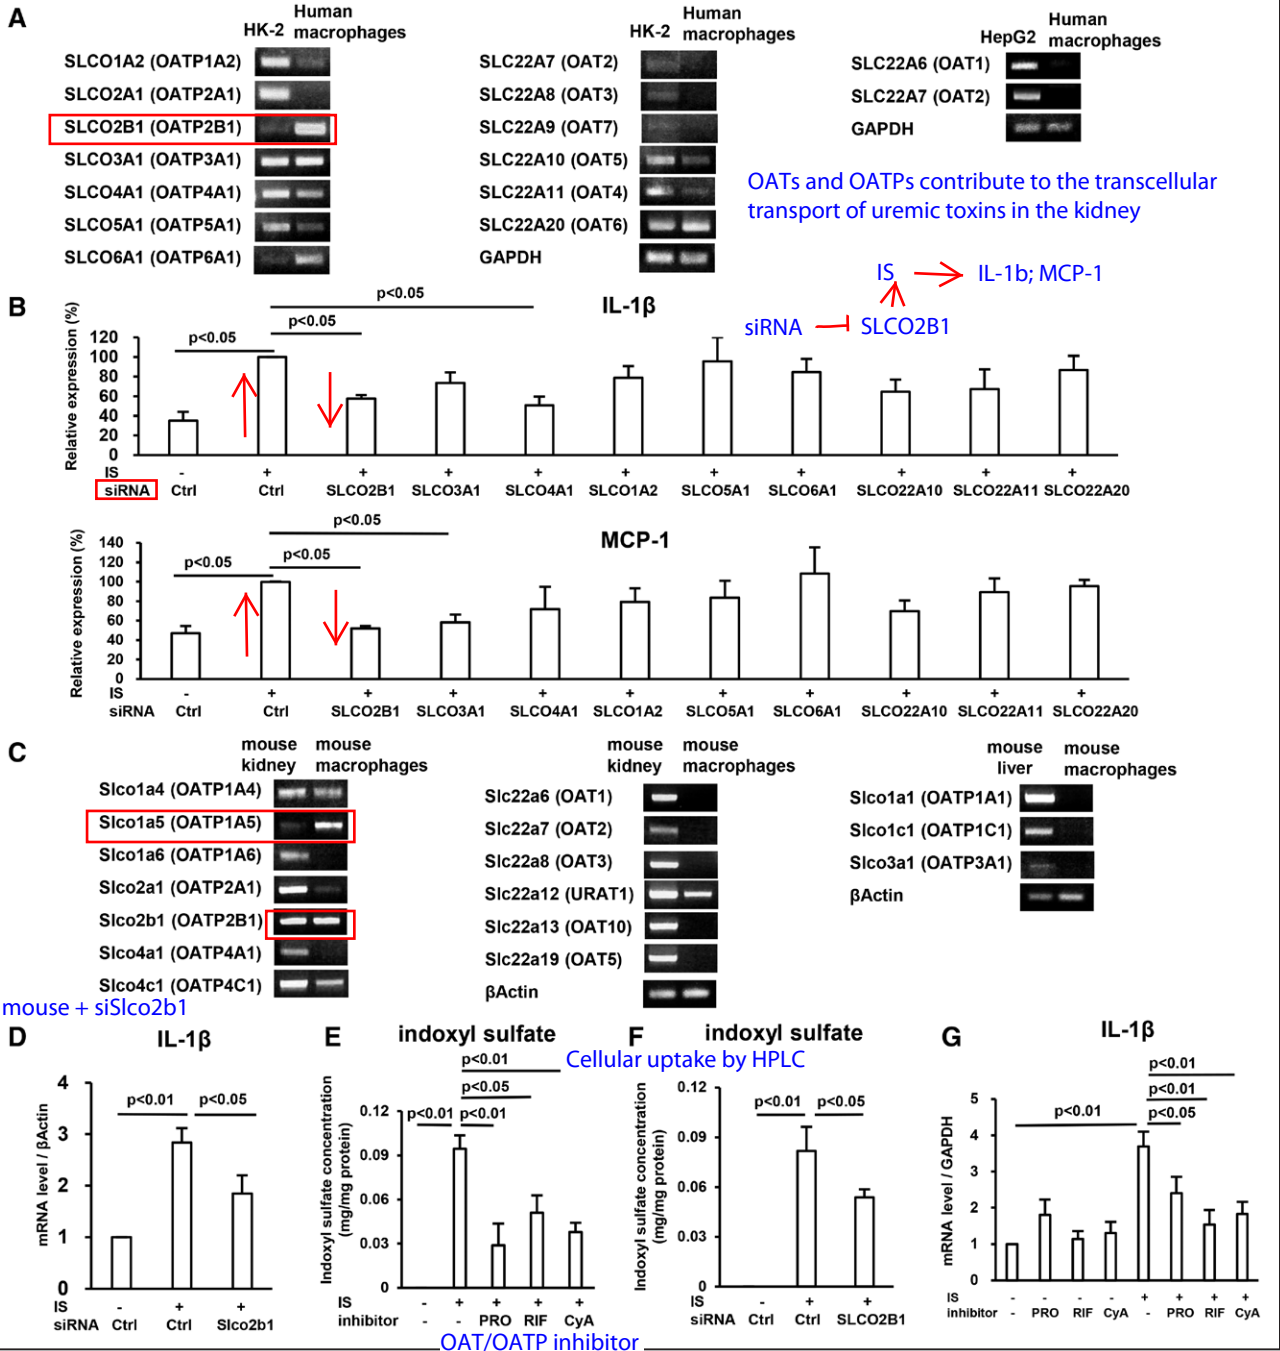 A
HK-2 Human
macrophages
SLCO1A2 (OATP1A2)
SLCO2A1 (OATP2A1)
SLCO2B1 (OATP2B1)
SLCO3A1 (OATP3A1)
SLCO4A1 (OATP4A1)
SLCO5A1 (OATP5A1)
SLCO6A1 (OATP6A1)
HK-2 Human
macrophages
SLC22A7 (OAT2)
SLC22A8 (OAT3)
SLC22A9 (OAT7)
SLC22A10 (OAT5)
SLC22A11 (OAT4)
SLC22A20 (OAT6)
GAPDH
HepG2 Human
macrophages
SLC22A6 (OAT1)
SLC22A7 (OAT2)
GAPDH
OATs and OATPs contribute to the transcellular
transport of uremic toxins in the kidney
IS IL-1b; MCP-1
siRNA SLCO2B1
B
IL-1β
p<0.05
p<0.05
p<0.05
Relative expression (%)
120
100
80
60
40
20
0
IS - + + + + + + + + + +
siRNA Ctrl Ctrl SLCO2B1 SLCO3A1 SLCO4A1 SLCO1A2 SLCO5A1 SLCO6A1 SLCO22A10 SLCO22A11 SLCO22A20
MCP-1
p<0.05
p<0.05
p<0.05
Relative expression (%)
140
120
100
80
60
40
20
0
IS - + + + + + + + + + +
siRNA Ctrl Ctrl SLCO2B1 SLCO3A1 SLCO4A1 SLCO1A2 SLCO5A1 SLCO6A1 SLCO22A10 SLCO22A11 SLCO22A20
C
mouse mouse
kidney macrophages
Slco1a4 (OATP1A4)
Slco1a5 (OATP1A5)
Slco1a6 (OATP1A6)
Slco2a1 (OATP2A1)
Slco2b1 (OATP2B1)
Slco4a1 (OATP4A1)
Slco4c1 (OATP4C1)
mouse mouse
kidney macrophages
Slc22a6 (OAT1)
Slc22a7 (OAT2)
Slc22a8 (OAT3)
Slc22a12 (URAT1)
Slc22a13 (OAT10)
Slc22a19 (OAT5)
βActin
mouse mouse
liver macrophages
Slco1a1 (OATP1A1)
Slco1c1 (OATP1C1)
Slco3a1 (OATP3A1)
βActin
mouse + siSlco2b1
D
IL-1β
p<0.01 p<0.05
mRNA level / βActin
4
3
2
1
0
IS - + +
siRNA Ctrl Ctrl Slco2b1
E
indoxyl sulfate
Cellular uptake by HPLC
p<0.01
p<0.05
p<0.01 p<0.01
Indoxyl sulfate concentration
(mg/mg protein)
0.12
0.09
0.06
0.03
0
IS - + + + +
inhibitor - - PRO RIF CyA
OAT/OATP inhibitor
F
indoxyl sulfate
p<0.01 p<0.05
Indoxyl sulfate concentration
(mg/mg protein)
0.12
0.09
0.06
0.03
0
IS - + +
siRNA Ctrl Ctrl SLCO2B1
G
IL-1β
p<0.01
p<0.01
p<0.01 p<0.05
mRNA level / GAPDH
5
4
3
2
1
0
IS - - - - + + + +
inhibitor - PRO RIF CyA - PRO RIF CyA